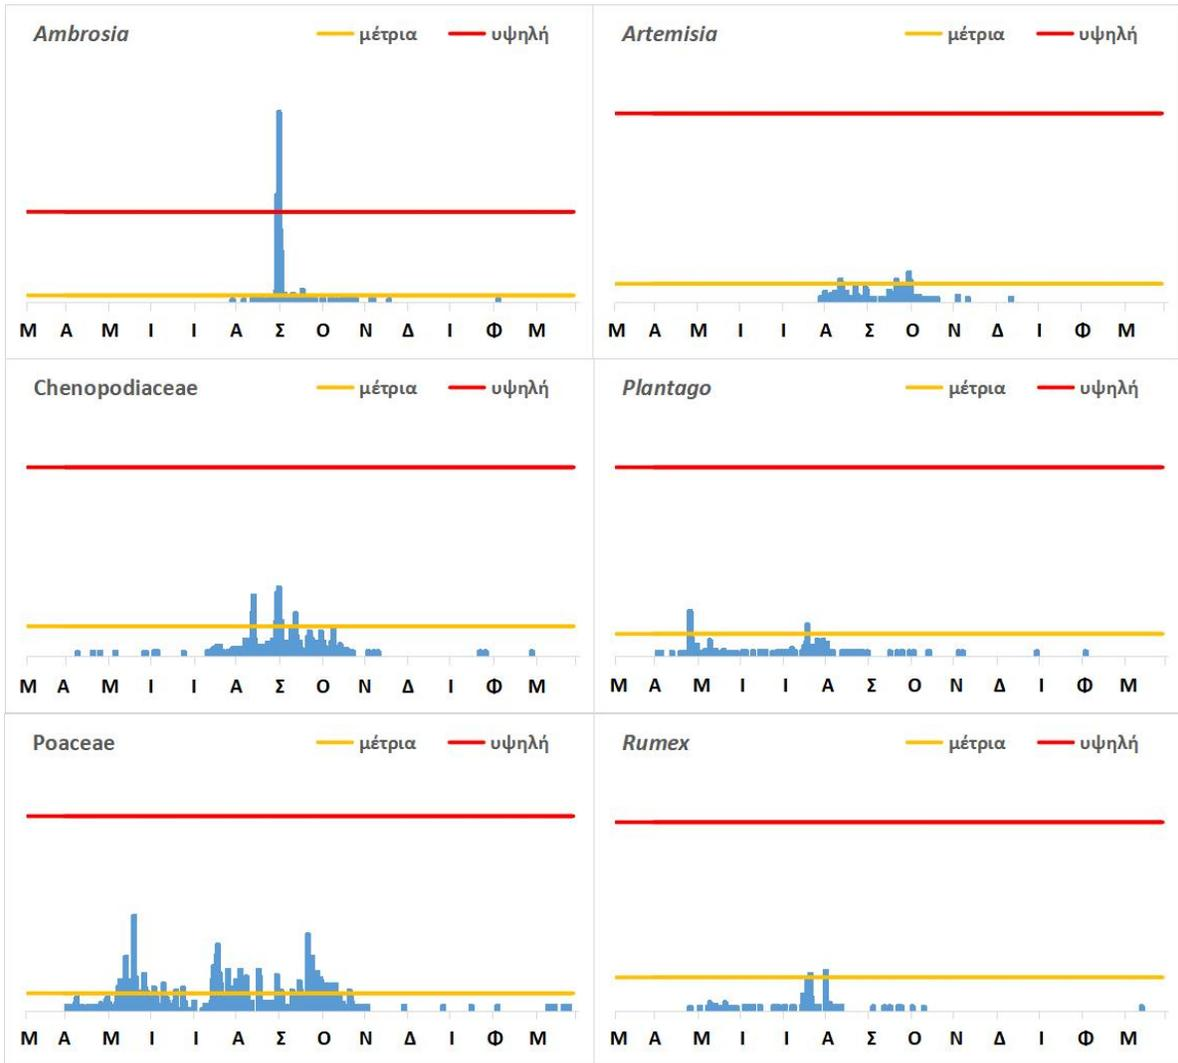 Ambrosia μέτρια υψηλή
Μ Α Μ Ι Ι Α Σ Ο Ν Δ Ι Φ Μ
Artemisia μέτρια υψηλή
Μ Α Μ Ι Ι Α Σ Ο Ν Δ Ι Φ Μ
Chenopodiaceae μέτρια υψηλή
Μ Α Μ Ι Ι Α Σ Ο Ν Δ Ι Φ Μ
Plantago μέτρια υψηλή
Μ Α Μ Ι Ι Α Σ Ο Ν Δ Ι Φ Μ
Poaceae μέτρια υψηλή
Μ Α Μ Ι Ι Α Σ Ο Ν Δ Ι Φ Μ
Rumex μέτρια υψηλή
Μ Α Μ Ι Ι Α Σ Ο Ν Δ Ι Φ Μ